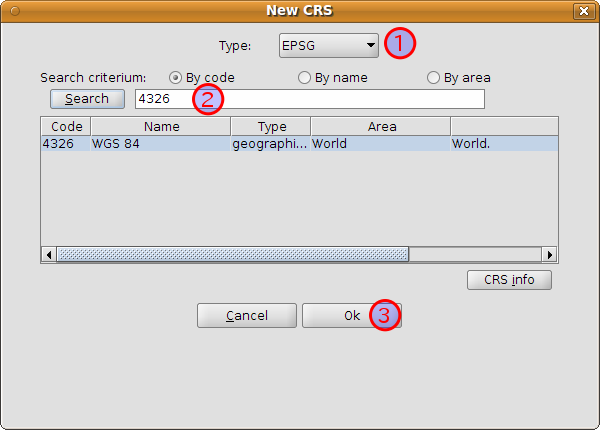 New CRS
Type: EPSG 1
Search criterium: By code By name By area
Search 4326 2
Code Name Type Area
4326 WGS 84 geographi... World World.
CRS info
Cancel Ok 3